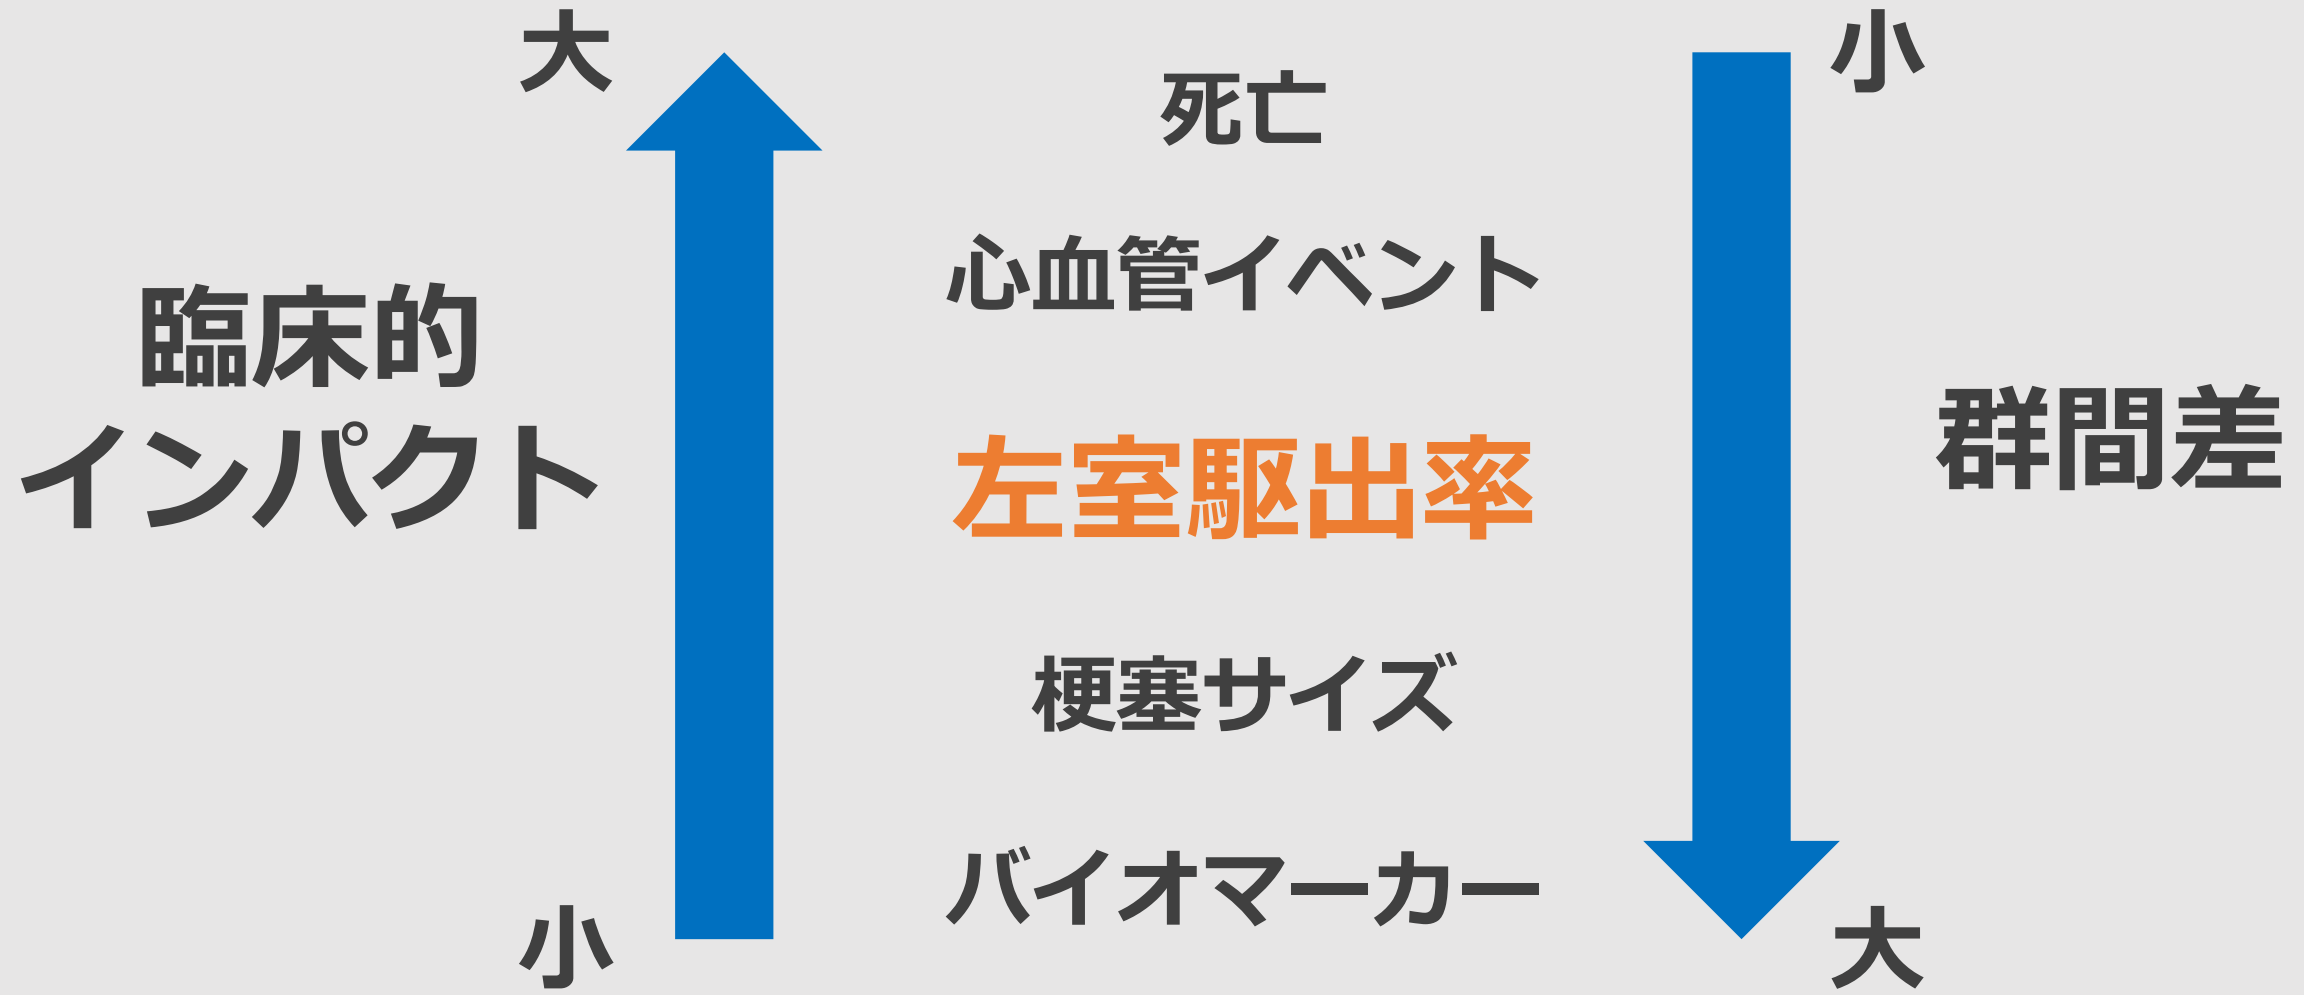 大
小
死亡
心血管イベント
臨床的
インパクト
左室駆出率
群間差
梗塞サイズ
バイオマーカー
小
大